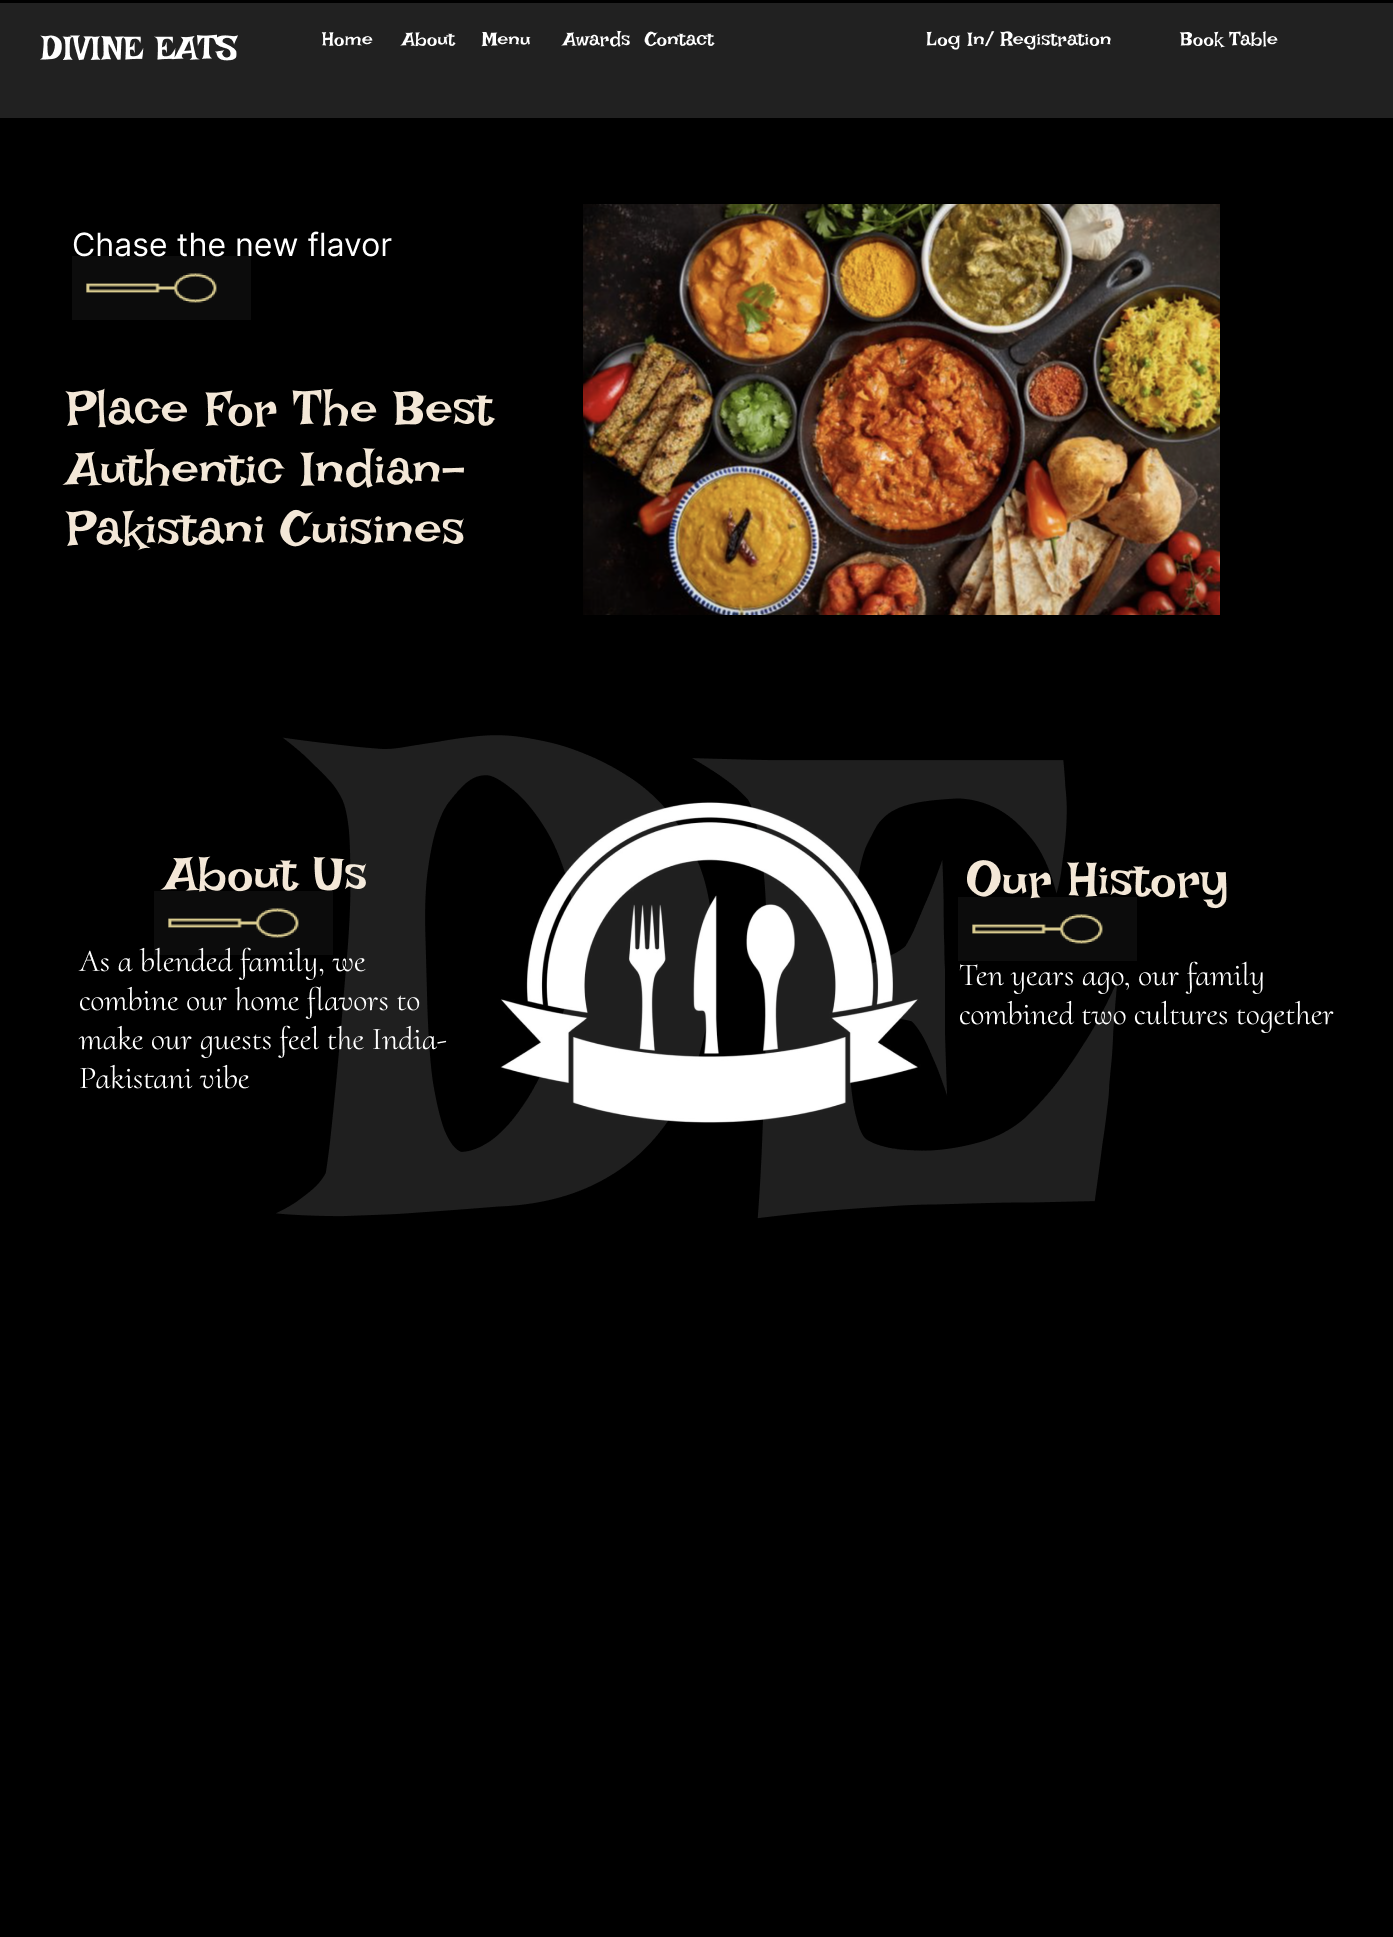 DIVINE EATS
Home About Menu Awards Contact
Log In/ Registration
Book Table
Chase the new flavor
Place For The Best
Authentic Indian-
Pakistani Cuisines
DE
About Us
As a blended family, we
combine our home flavors to
make our guests feel the India-
Pakistani vibe
Our History
Ten years ago, our family
combined two cultures together